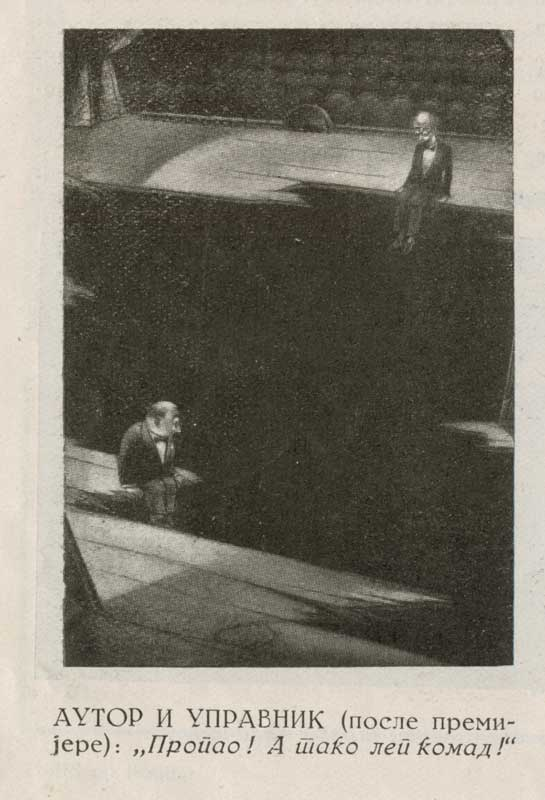 АУТОР И УПРАВНИК (после преми-
јере): „Пропао! А тако леп комад!“